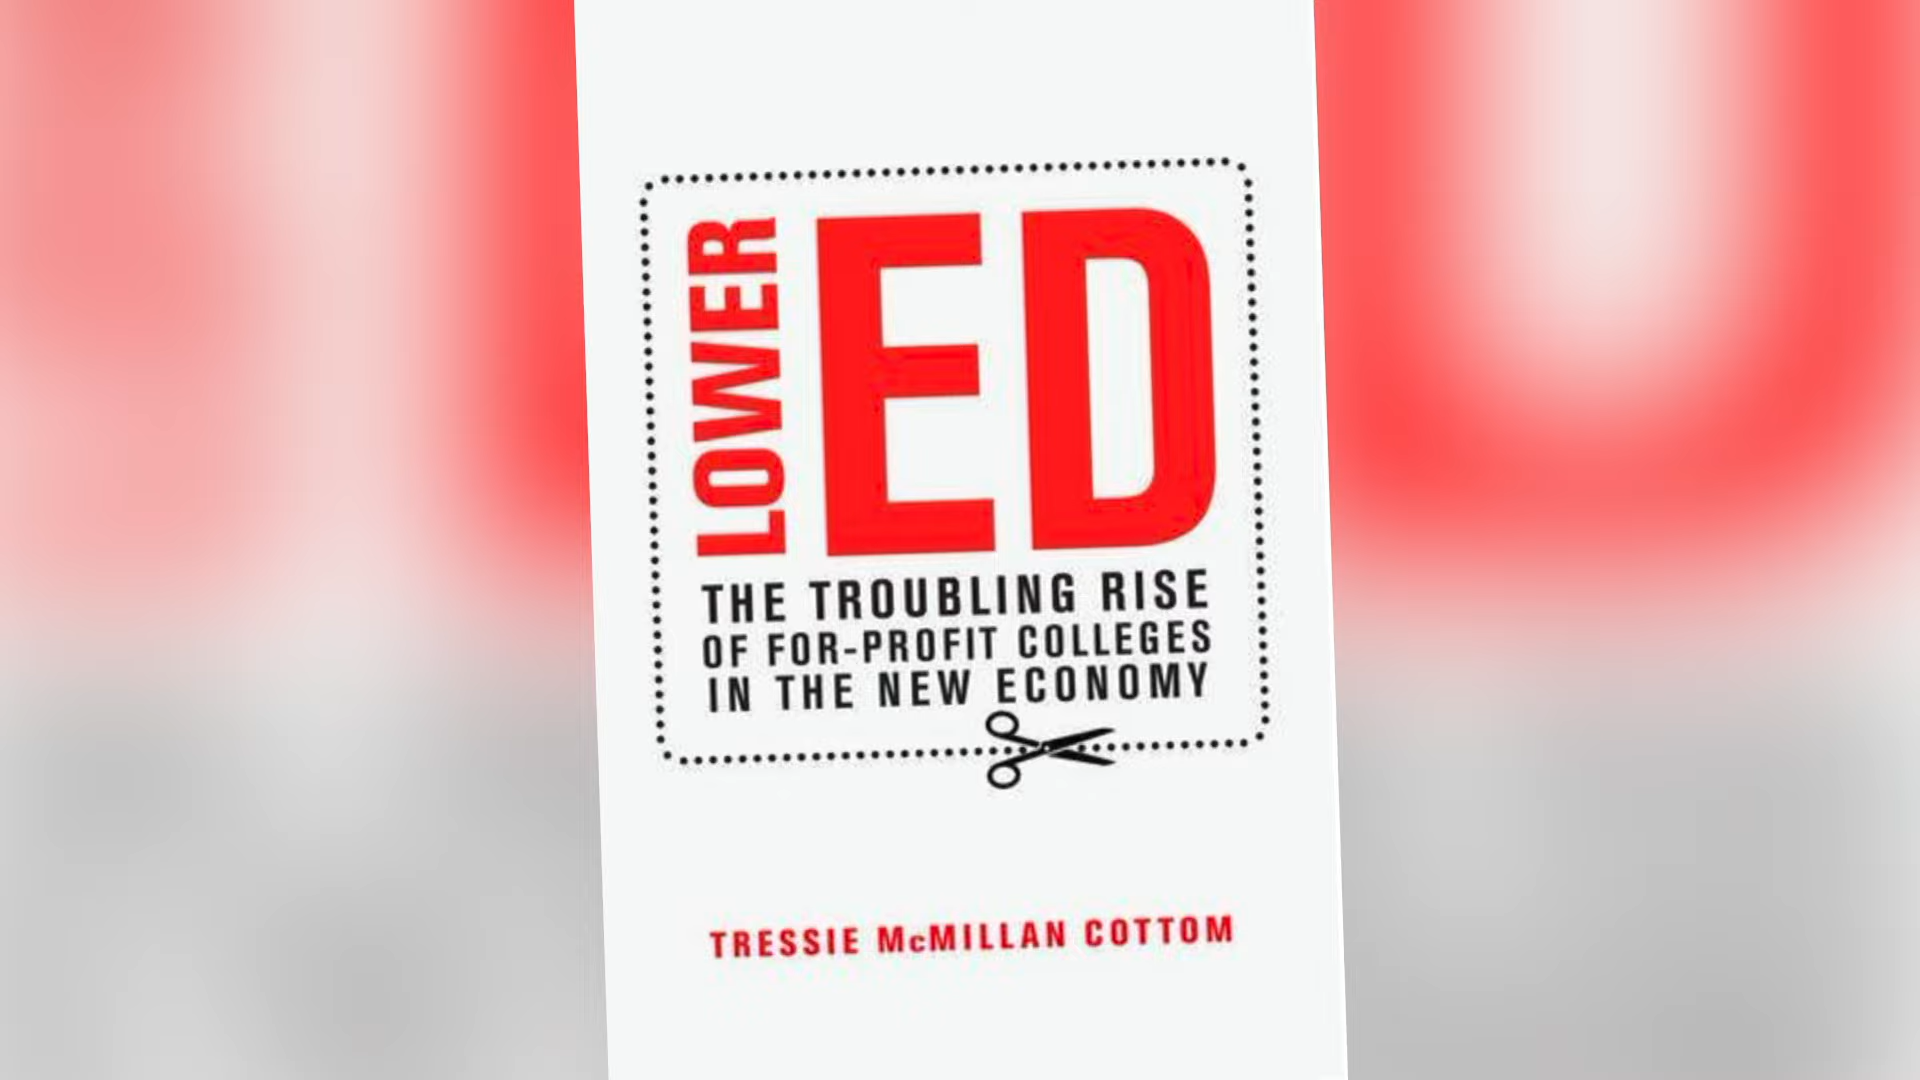 LOWER
ED
THE TROUBLING RISE
OF FOR-PROFIT COLLEGES
IN THE NEW ECONOMY
TRESSIE McMILLAN COTTOM